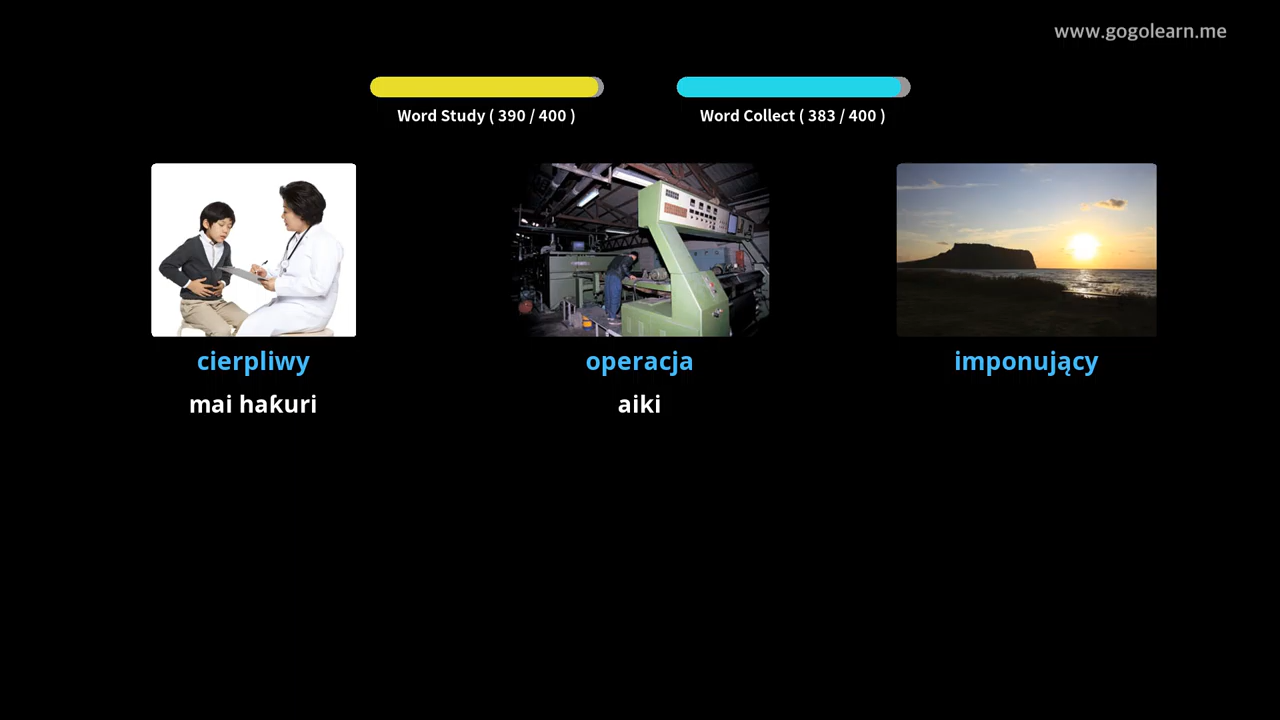 www.gogolearn.me
Word Study ( 390 / 400 )
Word Collect ( 383 / 400 )
cierpliwy
operacja
imponujący
mai haƙuri
aiki